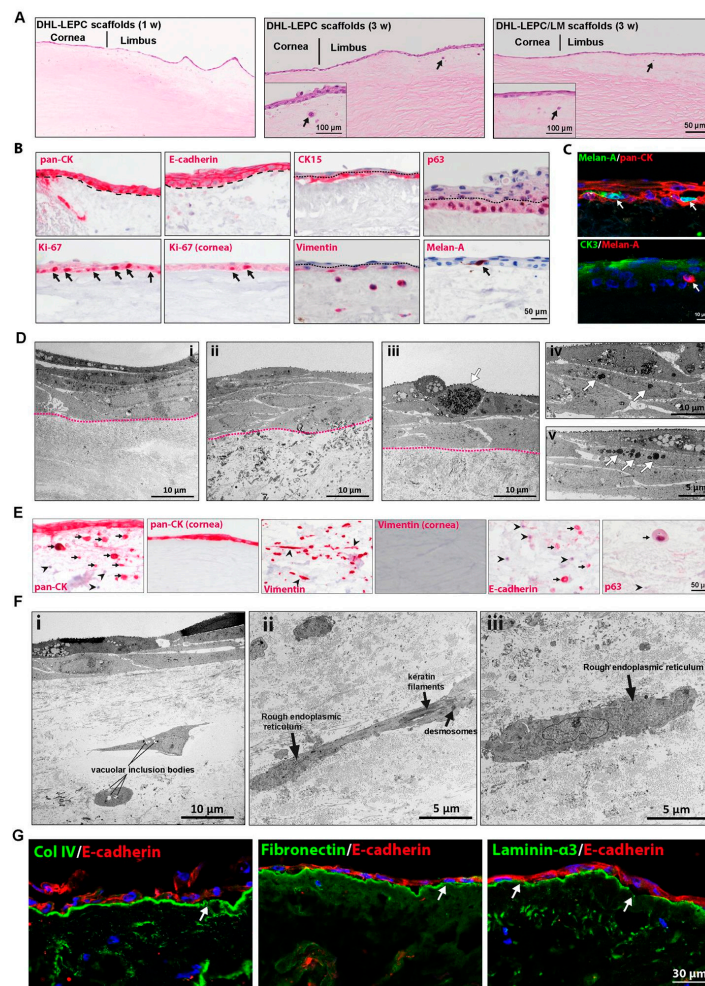 A
DHL-LEPC scaffolds (1 w)
Cornea | Limbus
DHL-LEPC scaffolds (3 w)
Cornea | Limbus
100 µm
DHL-LEPC/LM scaffolds (3 w)
Cornea | Limbus
100 µm
50 µm
B
pan-CK
E-cadherin
CK15
p63
Ki-67
Ki-67 (cornea)
Vimentin
Melan-A
50 µm
C
Melan-A/pan-CK
CK3/Melan-A
10 µm
D
i
10 µm
ii
10 µm
iii
10 µm
iv
10 µm
v
5 µm
E
pan-CK
pan-CK (cornea)
Vimentin
Vimentin (cornea)
E-cadherin
p63
50 µm
F
i
vacuolar inclusion bodies
10 µm
ii
keratin
filaments
Rough endoplasmic
reticulum
desmosomes
5 µm
iii
Rough endoplasmic reticulum
5 µm
G
Col IV/E-cadherin
Fibronectin/E-cadherin
Laminin-α3/E-cadherin
30 µm